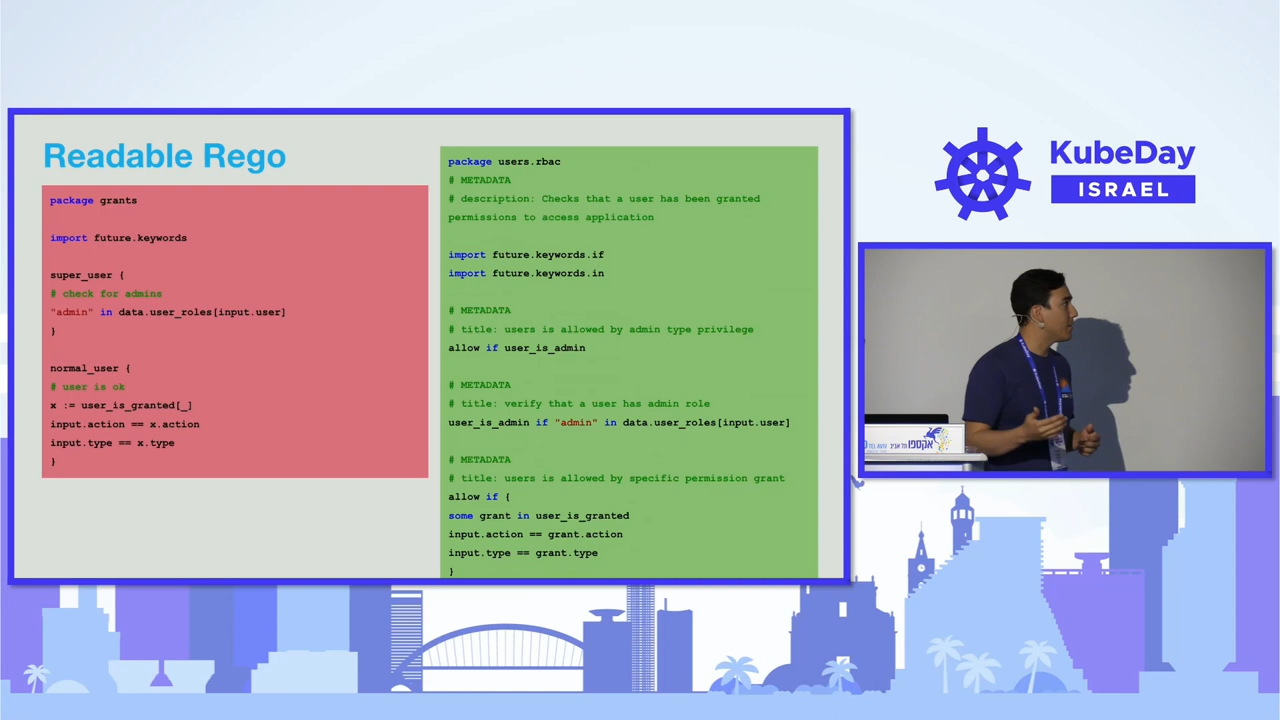 Readable Rego
package grants
import future.keywords
super_user {
# check for admins
"admin" in data.user_roles[input.user]
}
normal_user {
# user is ok
x := user_is_granted[_]
input.action == x.action
input.type == x.type
}
package users.rbac
# METADATA
# description: Checks that a user has been granted
permissions to access application
import future.keywords.if
import future.keywords.in
# METADATA
# title: users is allowed by admin type privilege
allow if user_is_admin
# METADATA
# title: verify that a user has admin role
user_is_admin if "admin" in data.user_roles[input.user]
# METADATA
# title: users is allowed by specific permission grant
allow if {
some grant in user_is_granted
input.action == grant.action
input.type == grant.type
}
KubeDay
ISRAEL
TEL AVIV אקספו תל אביב